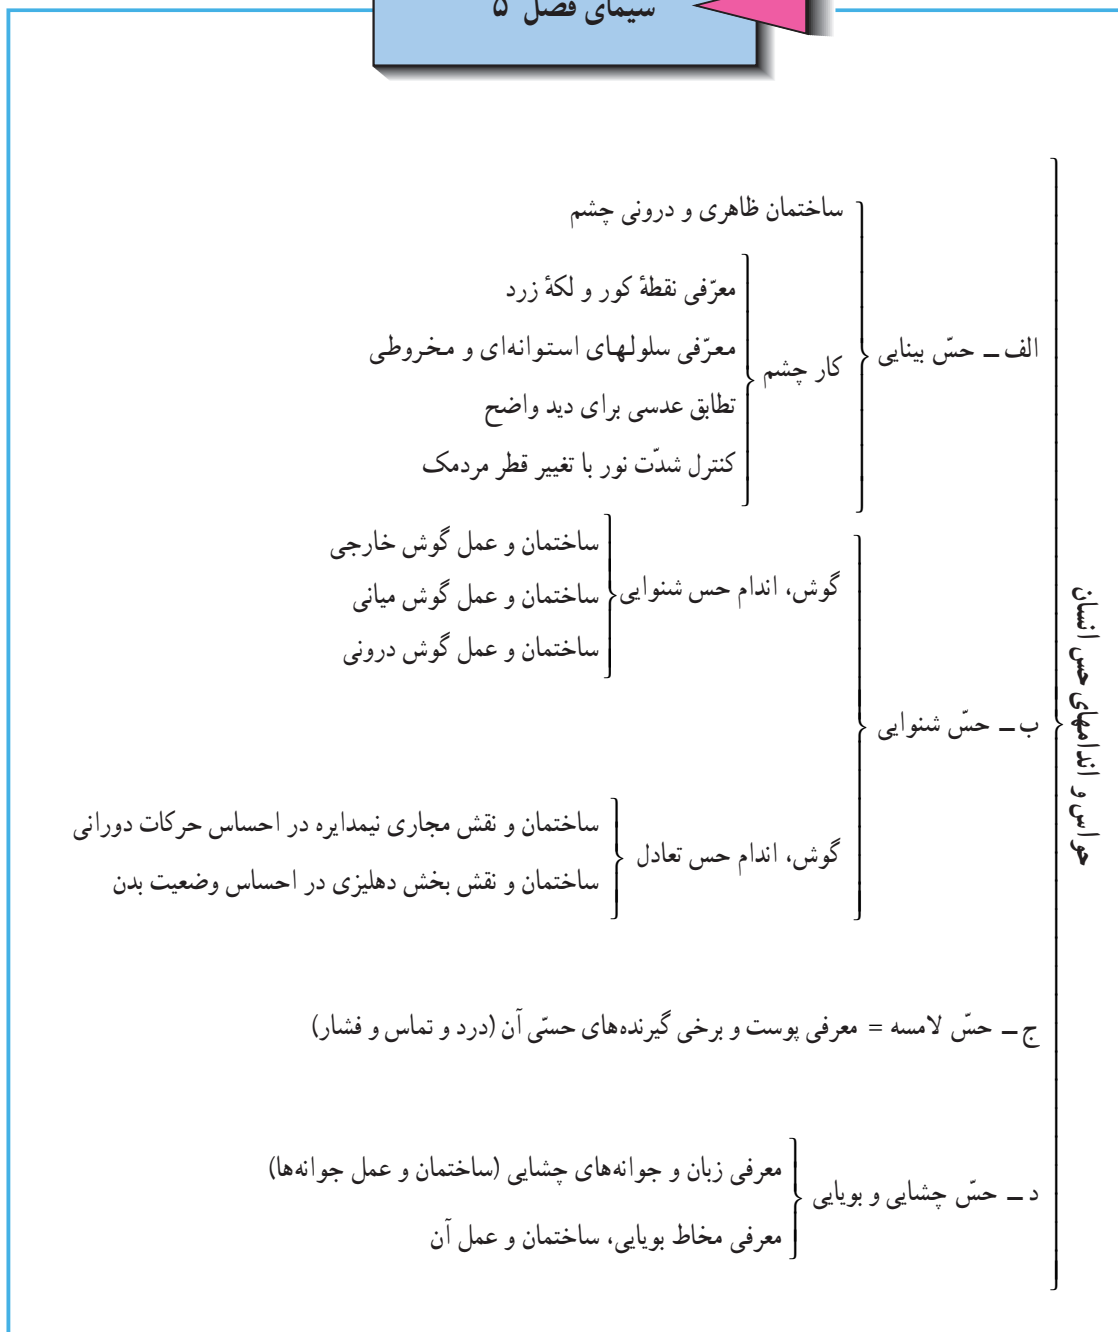 سیمای فصل ۵
حواس و اندامهای حس انسان
الف ــ حسّ بینایی
ساختمان ظاهری و درونی چشم
کار چشم
معرّفی نقطهٔ کور و لکهٔ زرد
معرّفی سلولهای استوانه‌ای و مخروطی
تطابق عدسی برای دید واضح
کنترل شدّت نور با تغییر قطر مردمک
ب ــ حسّ شنوایی
گوش، اندام حس شنوایی
ساختمان و عمل گوش خارجی
ساختمان و عمل گوش میانی
ساختمان و عمل گوش درونی
گوش، اندام حس تعادل
ساختمان و نقش مجاری نیمدایره در احساس حرکات دورانی
ساختمان و نقش بخش دهلیزی در احساس وضعیت بدن
ج ــ حسّ لامسه = معرفی پوست و برخی گیرنده‌های حسّی آن (درد و تماس و فشار)
د ــ حسّ چشایی و بویایی
معرفی زبان و جوانه‌های چشایی (ساختمان و عمل جوانه‌ها)
معرفی مخاط بویایی، ساختمان و عمل آن